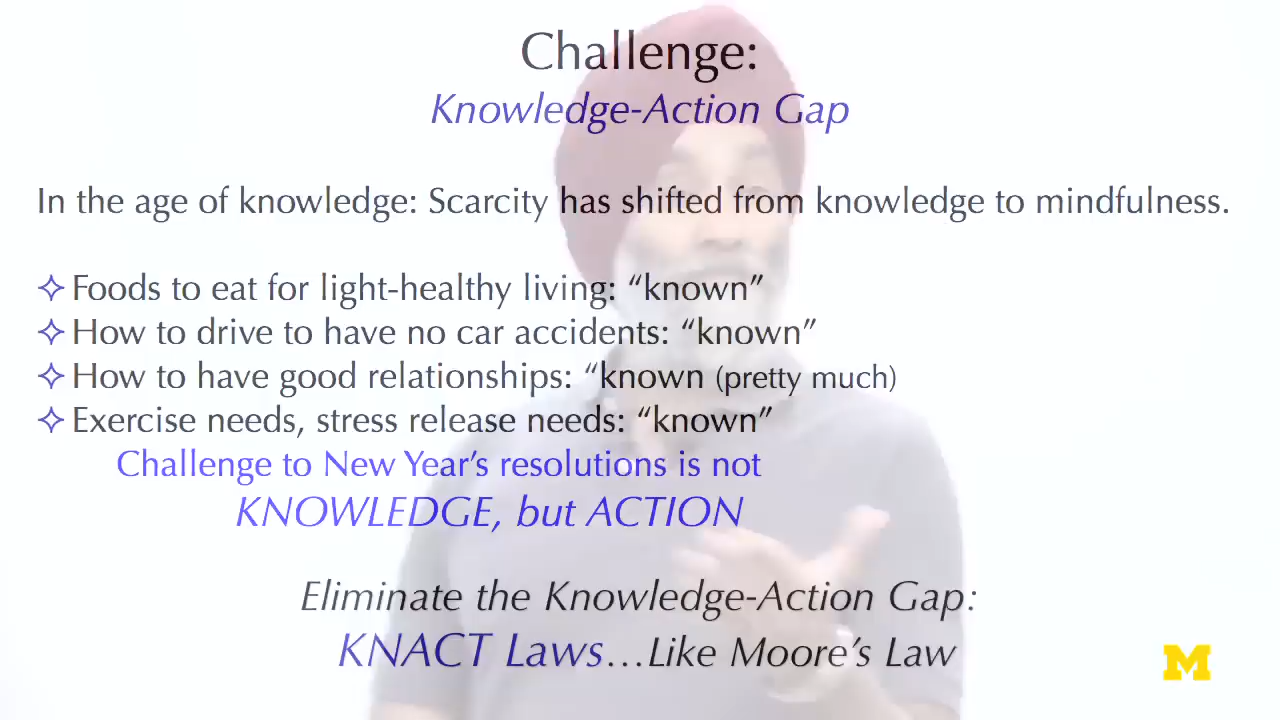 Challenge:
Knowledge-Action Gap
In the age of knowledge: Scarcity has shifted from knowledge to mindfulness.
✧ Foods to eat for light-healthy living: “known”
✧ How to drive to have no car accidents: “known”
✧ How to have good relationships: “known (pretty much)
✧ Exercise needs, stress release needs: “known”
Challenge to New Year’s resolutions is not
KNOWLEDGE, but ACTION
Eliminate the Knowledge-Action Gap:
KNACT Laws...Like Moore’s Law
M